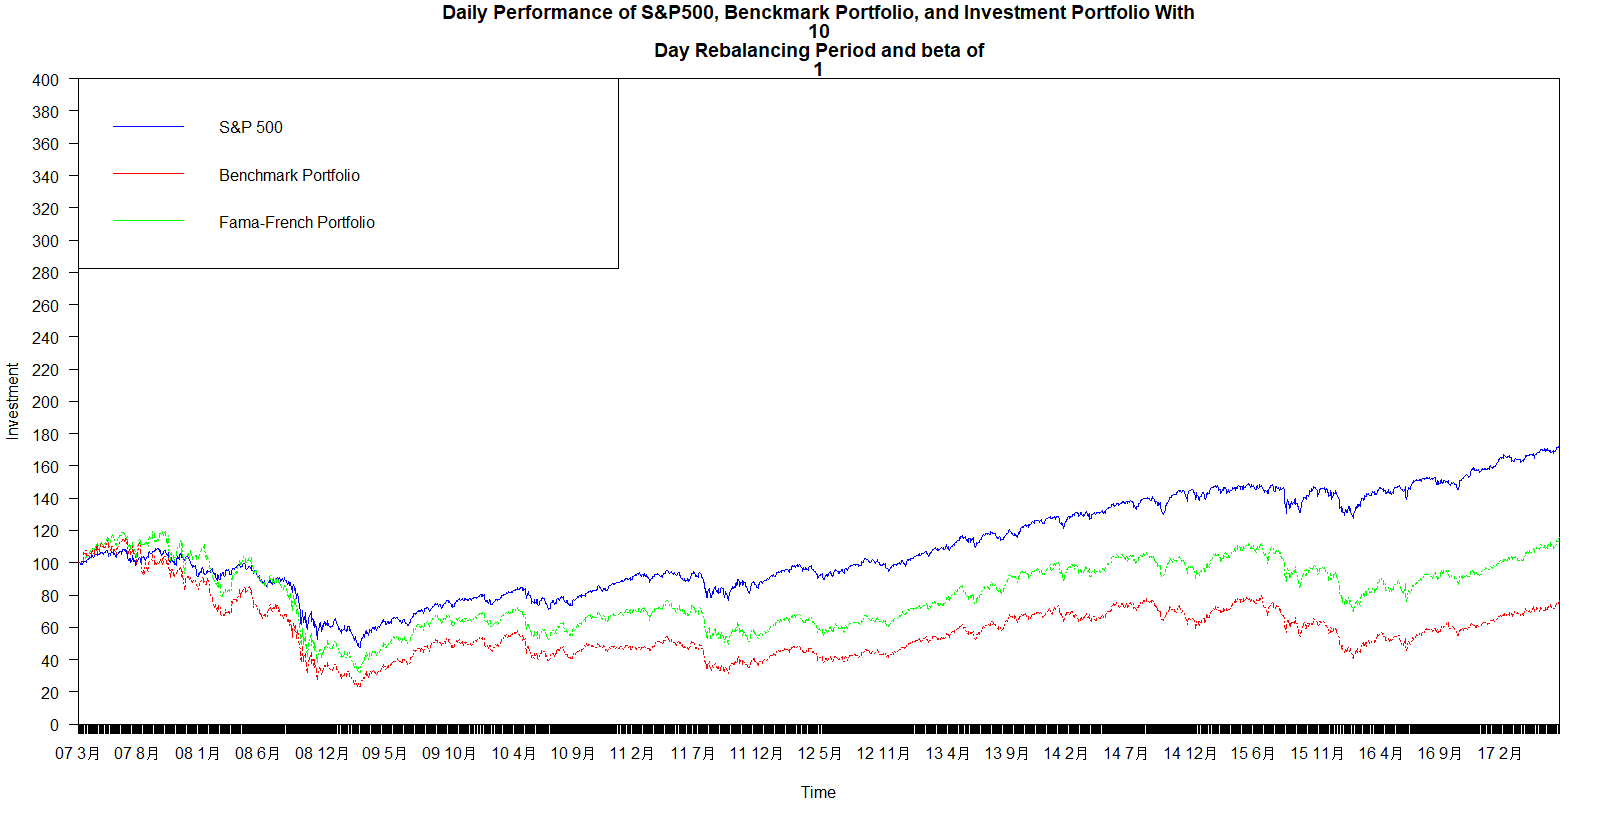 Daily Performance of S&P500, Benckmark Portfolio, and Investment Portfolio With
10
Day Rebalancing Period and beta of
1
400
380
360
340
320
300
280
260
240
220
200
180
160
140
120
100
80
60
40
20
0
Investment
S&P 500
Benchmark Portfolio
Fama-French Portfolio
07 3月 07 8月 08 1月 08 6月 08 12月 09 5月 09 10月 10 4月 10 9月 11 2月 11 7月 11 12月 12 5月 12 11月 13 4月 13 9月 14 2月 14 7月 14 12月 15 6月 15 11月 16 4月 16 9月 17 2月
Time